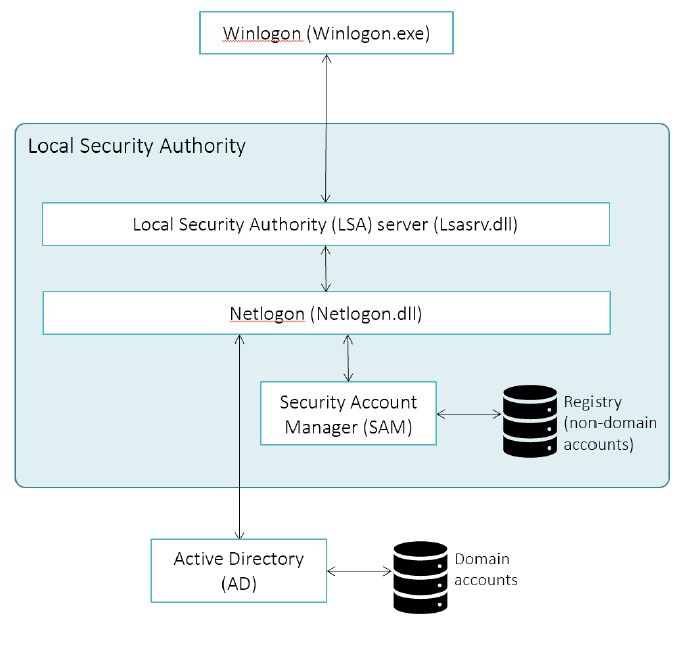 Winlogon (Winlogon.exe)
Local Security Authority
Local Security Authority (LSA) server (Lsasrv.dll)
Netlogon (Netlogon.dll)
Security Account
Manager (SAM)
Registry
(non-domain
accounts)
Active Directory
(AD)
Domain
accounts